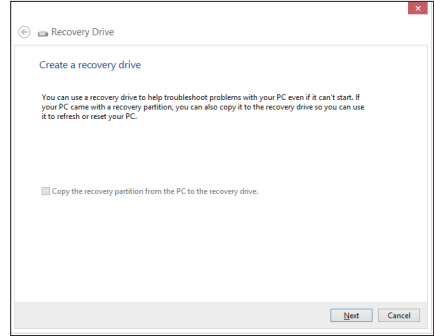 Recovery Drive
Create a recovery drive
You can use a recovery drive to help troubleshoot problems with your PC even if it can't start. If
your PC came with a recovery partition, you can also copy it to the recovery drive so you can use
it to refresh or reset your PC.
Copy the recovery partition from the PC to the recovery drive.
Next Cancel